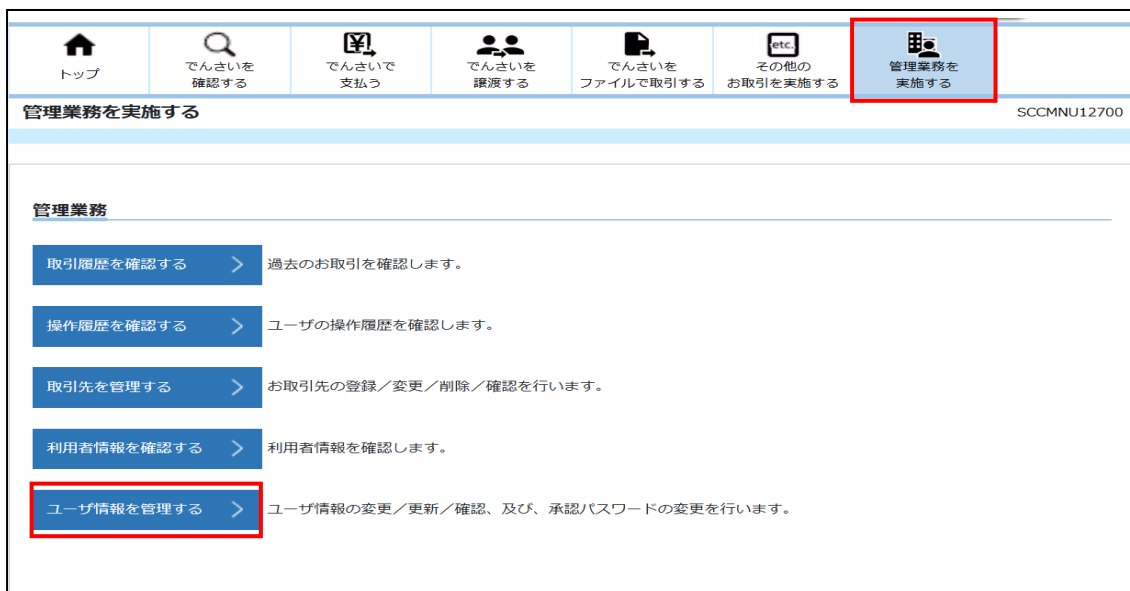 トップ
でんさいを
確認する
でんさいで
支払う
でんさいを
譲渡する
でんさいを
ファイルで取引する
etc.
その他の
お取引を実施する
管理業務を
実施する
管理業務を実施する SCCMNU12700
管理業務
取引履歴を確認する 過去のお取引を確認します。
操作履歴を確認する ユーザの操作履歴を確認します。
取引先を管理する お取引先の登録／変更／削除／確認を行います。
利用者情報を確認する 利用者情報を確認します。
ユーザ情報を管理する ユーザ情報の変更／更新／確認、及び、承認パスワードの変更を行います。